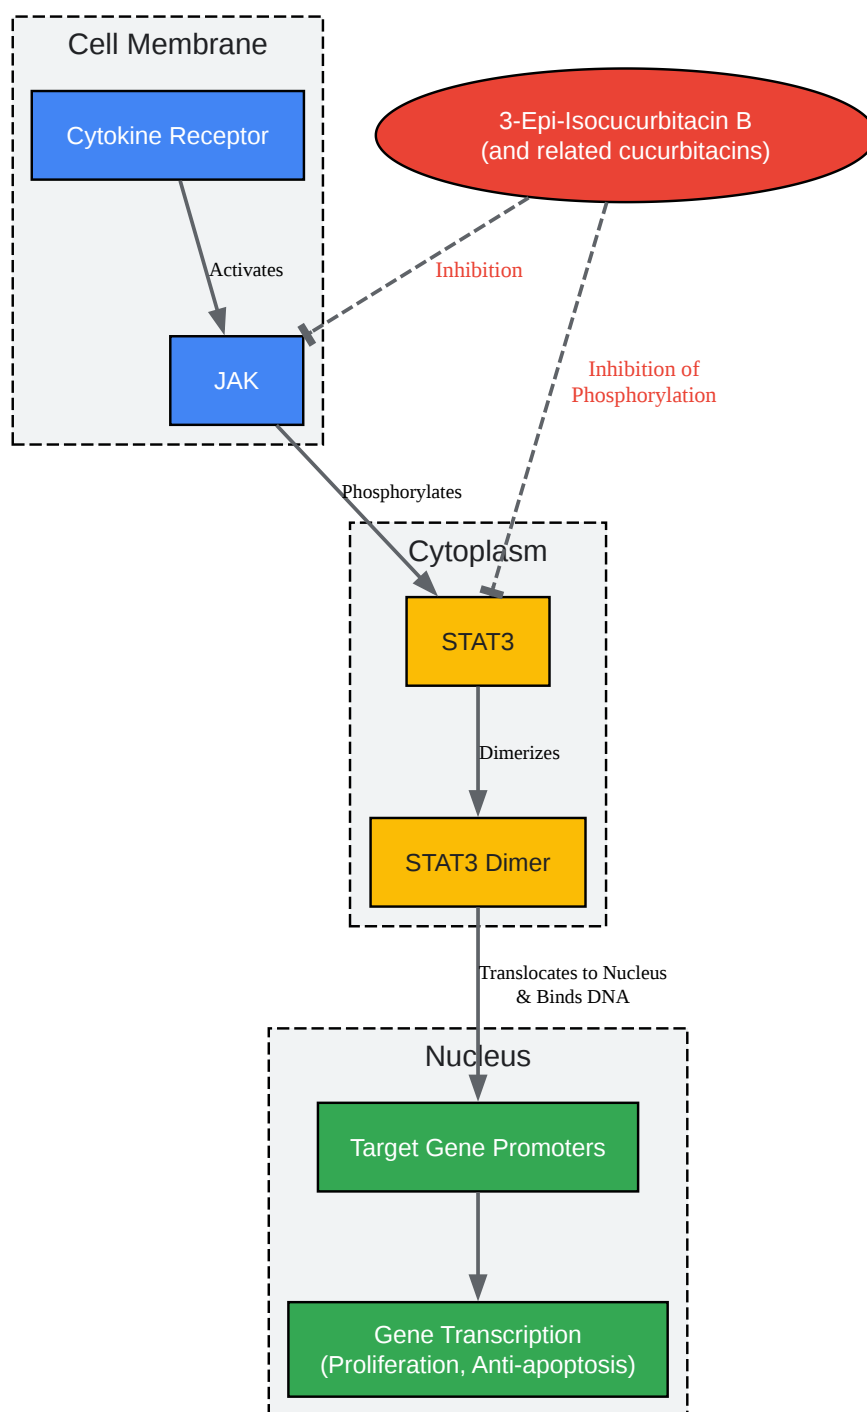 Cell Membrane
Cytokine Receptor
3-Epi-Isocucurbitacin B
(and related cucurbitacins)
Activates
Inhibition
JAK
Inhibition of
Phosphorylation
Phosphorylates
Cytoplasm
STAT3
Dimerizes
STAT3 Dimer
Translocates to Nucleus
& Binds DNA
Nucleus
Target Gene Promoters
Gene Transcription
(Proliferation, Anti-apoptosis)